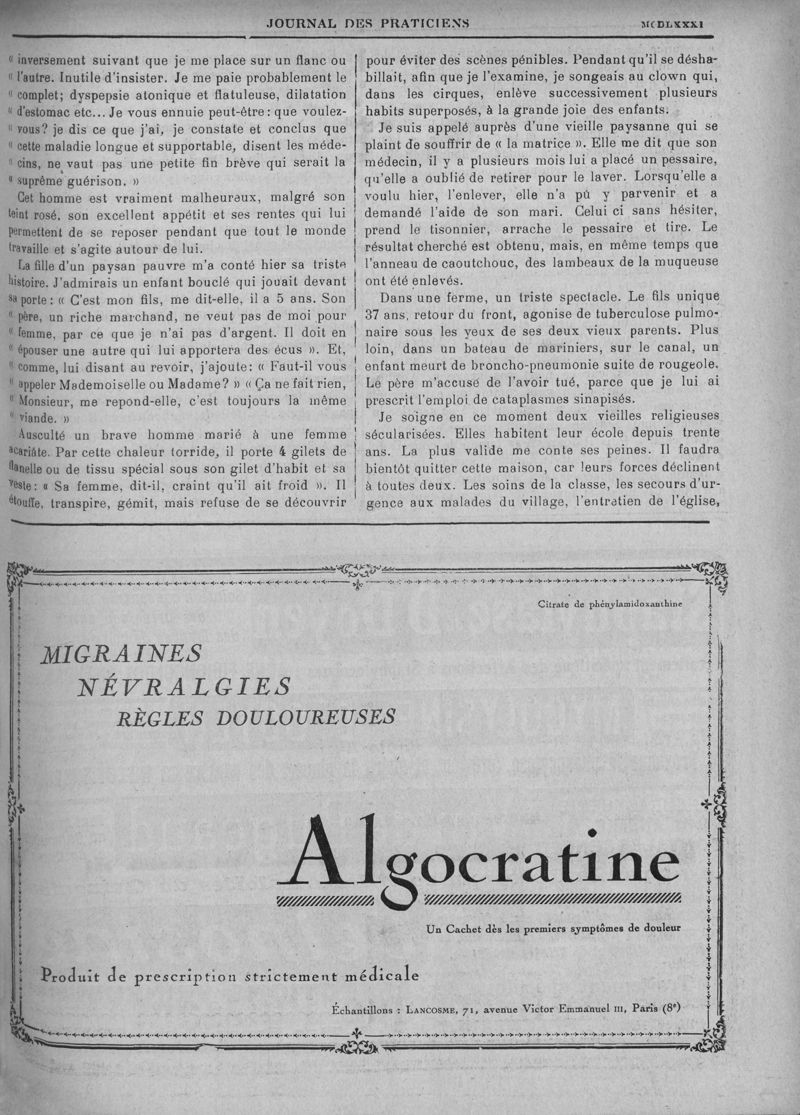 JOURNAL DES PRATICIENS
MCDLXXXI
“ inversement suivant que je me place sur un flanc ou
“ l'autre. Inutile d'insister. Je me paie probablement le
“ complet; dyspepsie atonique et flatuleuse, dilatation
“ d'estomac etc... Je vous ennuie peut-être : que voulez-
“ vous? je dis ce que j'ai, je constate et conclus que
“ cette maladie longue et supportable, disent les méde-
“ cins, ne vaut pas une petite fin brève qui serait la
“ suprême guérison. »
Cet homme est vraiment malheureux, malgré son
teint rosé, son excellent appétit et ses rentes qui lui
permettent de se reposer pendant que tout le monde
travaille et s'agite autour de lui.
La fille d'un paysan pauvre m'a conté hier sa triste
histoire. J'admirais un enfant bouclé qui jouait devant
sa porte : « C'est mon fils, me dit-elle, il a 5 ans. Son
“ père, un riche marchand, ne veut pas de moi pour
“ femme, par ce que je n'ai pas d'argent. Il doit en
“ épouser une autre qui lui apportera des écus ». Et,
“ comme, lui disant au revoir, j'ajoute : « Faut-il vous
“ appeler Mademoiselle ou Madame? » « Ça ne fait rien,
“ Monsieur, me repond-elle, c'est toujours la même
“ viande. »
Ausculté un brave homme marié à une femme
acariâte. Par cette chaleur torride, il porte 4 gilets de
flanelle ou de tissu spécial sous son gilet d'habit et sa
veste : « Sa femme, dit-il, craint qu'il ait froid ». Il
étouffe, transpire, gémit, mais refuse de se découvrir
pour éviter des scènes pénibles. Pendant qu'il se désha-
billait, afin que je l'examine, je songeais au clown qui,
dans les cirques, enlève successivement plusieurs
habits superposés, à la grande joie des enfants.
Je suis appelé auprès d'une vieille paysanne qui se
plaint de souffrir de « la matrice ». Elle me dit que son
médecin, il y a plusieurs mois lui a placé un pessaire,
qu'elle a oublié de retirer pour le laver. Lorsqu'elle a
voulu hier, l'enlever, elle n'a pû y parvenir et a
demandé l'aide de son mari. Celui ci sans hésiter,
prend le tisonnier, arrache le pessaire et tire. Le
résultat cherché est obtenu, mais, en même temps que
l'anneau de caoutchouc, des lambeaux de la muqueuse
ont été enlevés.
Dans une ferme, un triste spectacle. Le fils unique
37 ans, retour du front, agonise de tuberculose pulmo-
naire sous les yeux de ses deux vieux parents. Plus
loin, dans un bateau de mariniers, sur le canal, un
enfant meurt de broncho-pneumonie suite de rougeole.
Le père m'accuse de l'avoir tué, parce que je lui ai
prescrit l'emploi de cataplasmes sinapisés.
Je soigne en ce moment deux vieilles religieuses
sécularisées. Elles habitent leur école depuis trente
ans. La plus valide me conte ses peines. Il faudra
bientôt quitter cette maison, car leurs forces déclinent
à toutes deux. Les soins de la classe, les secours d'ur-
gence aux malades du village, l'entretien de l'église,
Citrate de phénylamidoxanthine
MIGRAINES
NÉVRALGIES
RÈGLES DOULOUREUSES
Algocratine
Un Cachet dès les premiers symptômes de douleur
Produit de prescription strictement médicale
Échantillons : LANCOSME, 71, avenue Victor Emmanuel III, Paris (8e)